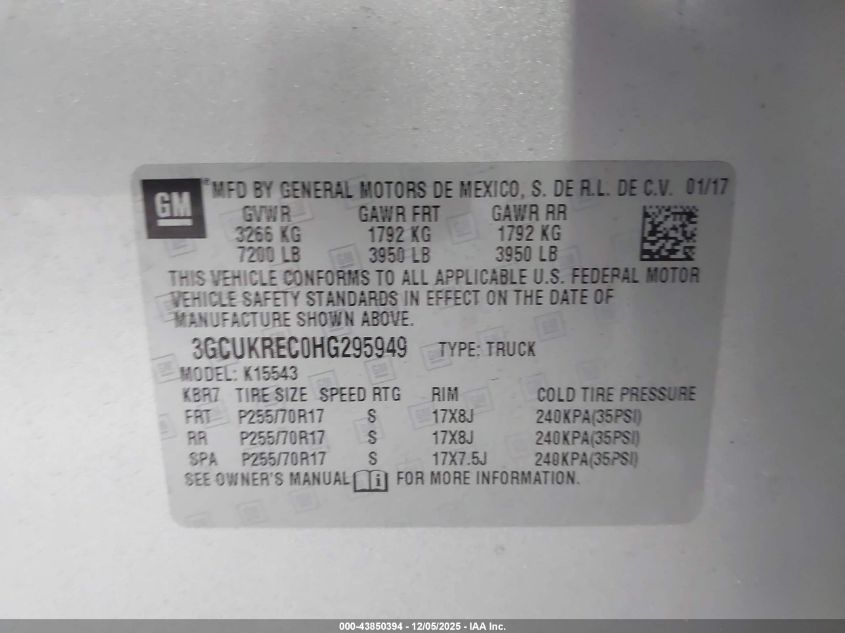 GM
® MFD BY GENERAL MOTORS DE MEXICO, S. DE R.L. DE C.V. 01/17
GVWR GAWR FRT GAWR RR
3266 KG 1792 KG 1792 KG
7200 LB 3950 LB 3950 LB
THIS VEHICLE CONFORMS TO ALL APPLICABLE U.S. FEDERAL MOTOR
VEHICLE SAFETY STANDARDS IN EFFECT ON THE DATE OF
MANUFACTURE SHOWN ABOVE.
3GCUKREC0HG295949 TYPE: TRUCK
MODEL: K15543
KBR7 TIRE SIZE SPEED RTG RIM COLD TIRE PRESSURE
FRT P255/70R17 S 17X8J 240KPA(35PSI)
RR P255/70R17 S 17X8J 240KPA(35PSI)
SPA P255/70R17 S 17X7.5J 240KPA(35PSI)
SEE OWNER'S MANUAL FOR MORE INFORMATION.
000-43850394 - 12/05/2025 - IAA Inc.